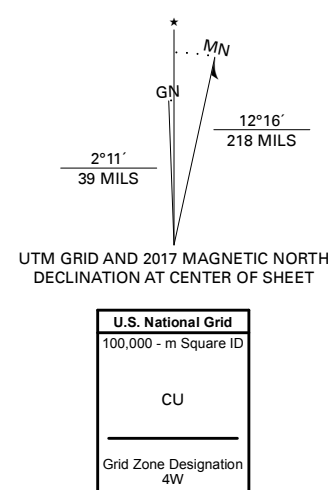 ★
MN
GN
12°16´
218 MILS
2°11´
39 MILS
UTM GRID AND 2017 MAGNETIC NORTH
DECLINATION AT CENTER OF SHEET
U.S. National Grid
100,000 - m Square ID
CU
Grid Zone Designation
4W